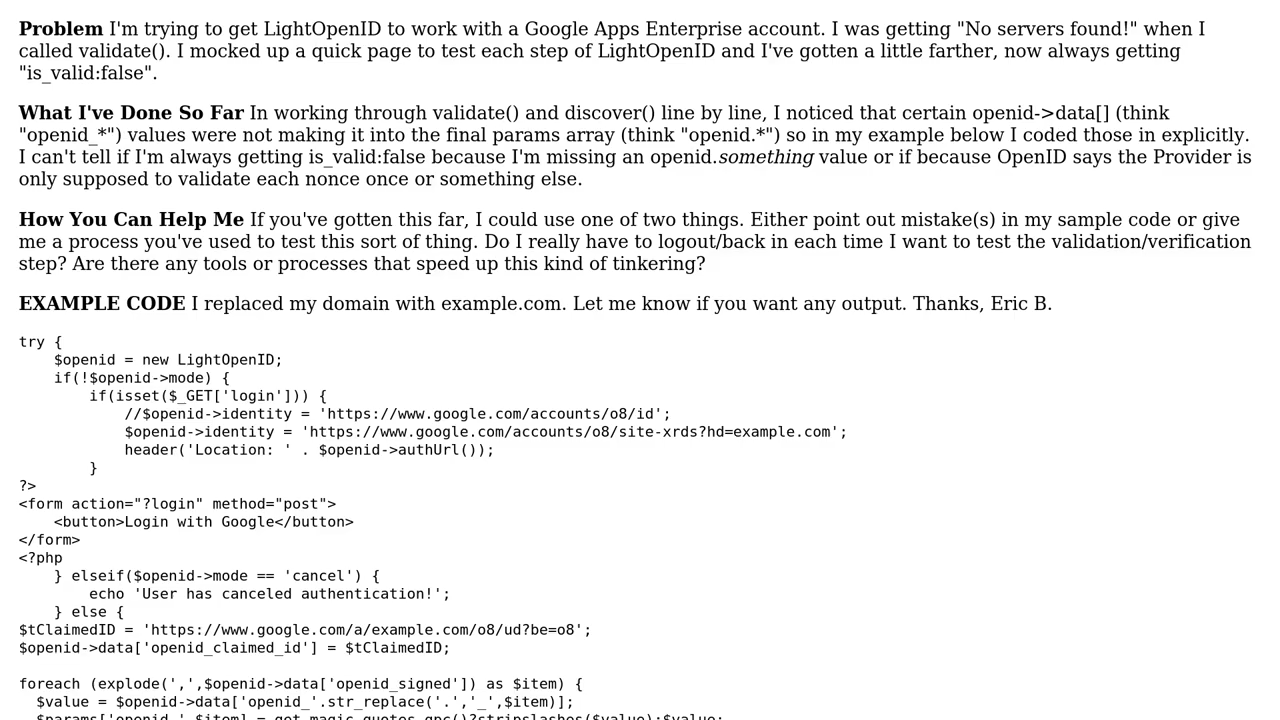 Problem I'm trying to get LightOpenID to work with a Google Apps Enterprise account. I was getting "No servers found!" when I
called validate(). I mocked up a quick page to test each step of LightOpenID and I've gotten a little farther, now always getting
"is_valid:false".
What I've Done So Far In working through validate() and discover() line by line, I noticed that certain openid->data[] (think
"openid_*") values were not making it into the final params array (think "openid.*") so in my example below I coded those in explicitly.
I can't tell if I'm always getting is_valid:false because I'm missing an openid.something value or if because OpenID says the Provider is
only supposed to validate each nonce once or something else.
How You Can Help Me If you've gotten this far, I could use one of two things. Either point out mistake(s) in my sample code or give
me a process you've used to test this sort of thing. Do I really have to logout/back in each time I want to test the validation/verification
step? Are there any tools or processes that speed up this kind of tinkering?
EXAMPLE CODE I replaced my domain with example.com. Let me know if you want any output. Thanks, Eric B.
try {
    $openid = new LightOpenID;
    if(!$openid->mode) {
        if(isset($_GET['login'])) {
            //$openid->identity = 'https://www.google.com/accounts/o8/id';
            $openid->identity = 'https://www.google.com/accounts/o8/site-xrds?hd=example.com';
            header('Location: ' . $openid->authUrl());
        }
?>
<form action="?login" method="post">
    <button>Login with Google</button>
</form>
<?php
    } elseif($openid->mode == 'cancel') {
        echo 'User has canceled authentication!';
    } else {
$tClaimedID = 'https://www.google.com/a/example.com/o8/ud?be=o8';
$openid->data['openid_claimed_id'] = $tClaimedID;
foreach (explode(',',$openid->data['openid_signed']) as $item) {
  $value = $openid->data['openid_'.str_replace('.','_',$item)];
  $params['openid.'.$item] = get_magic_quotes_gpc()?stripslashes($value):$value;